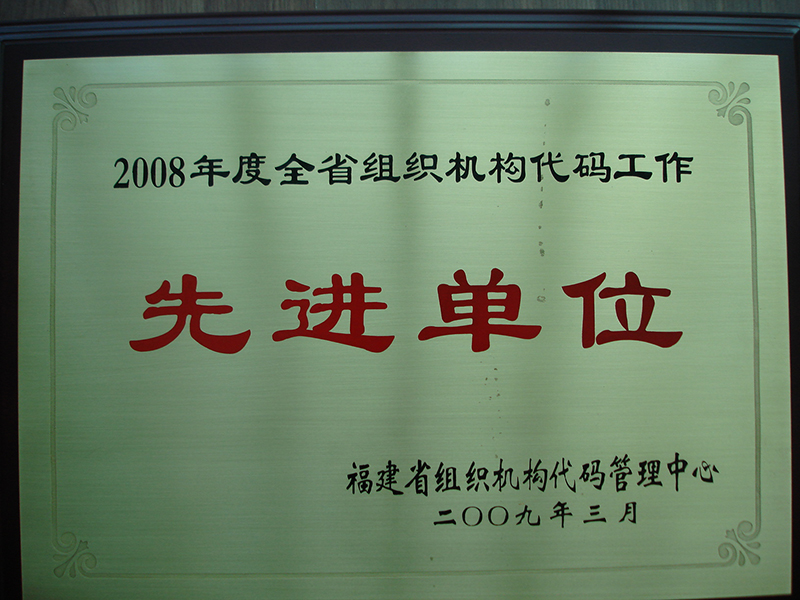 2008年度全省组织机构代码工作
先进单位
福建省组织机构代码管理中心
二〇〇九年三月